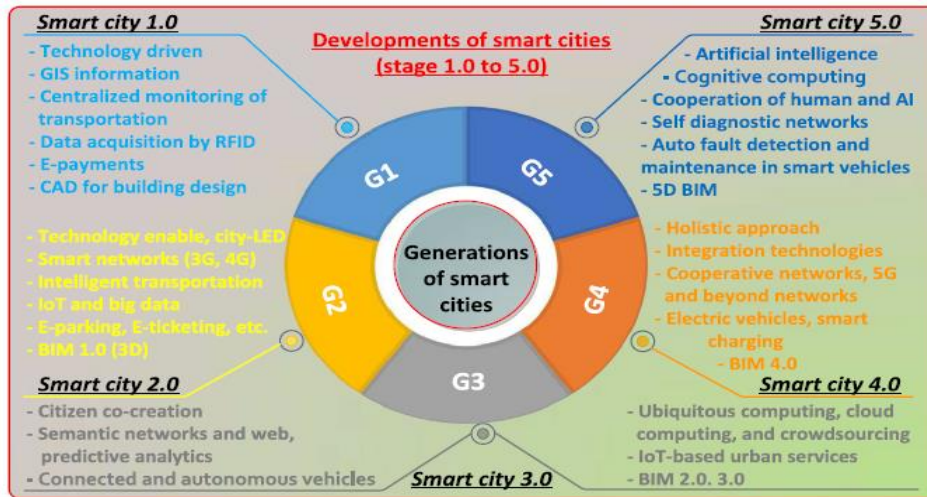 Smart city 1.0
- Technology driven
- GIS information
- Centralized monitoring of
transportation
- Data acquisition by RFID
- E-payments
- CAD for building design
Developments of smart cities
(stage 1.0 to 5.0)
Smart city 5.0
- Artificial intelligence
- Cognitive computing
- Cooperation of human and AI
- Self diagnostic networks
- Auto fault detection and
maintenance in smart vehicles
- 5D BIM
G1
G5
G2
G4
G3
Generations
of smart
cities
- Technology enable, city-LED
- Smart networks (3G, 4G)
- Intelligent transportation
- IoT and big data
- E-parking, E-ticketing, etc.
- BIM 1.0 (3D)
Smart city 2.0
- Holistic approach
- Integration technologies
- Cooperative networks, 5G
and beyond networks
- Electric vehicles, smart
charging
- BIM 4.0
Smart city 4.0
- Citizen co-creation
- Semantic networks and web,
predictive analytics
- Connected and autonomous vehicles
Smart city 3.0
- Ubiquitous computing, cloud
computing, and crowdsourcing
- IoT-based urban services
- BIM 2.0. 3.0